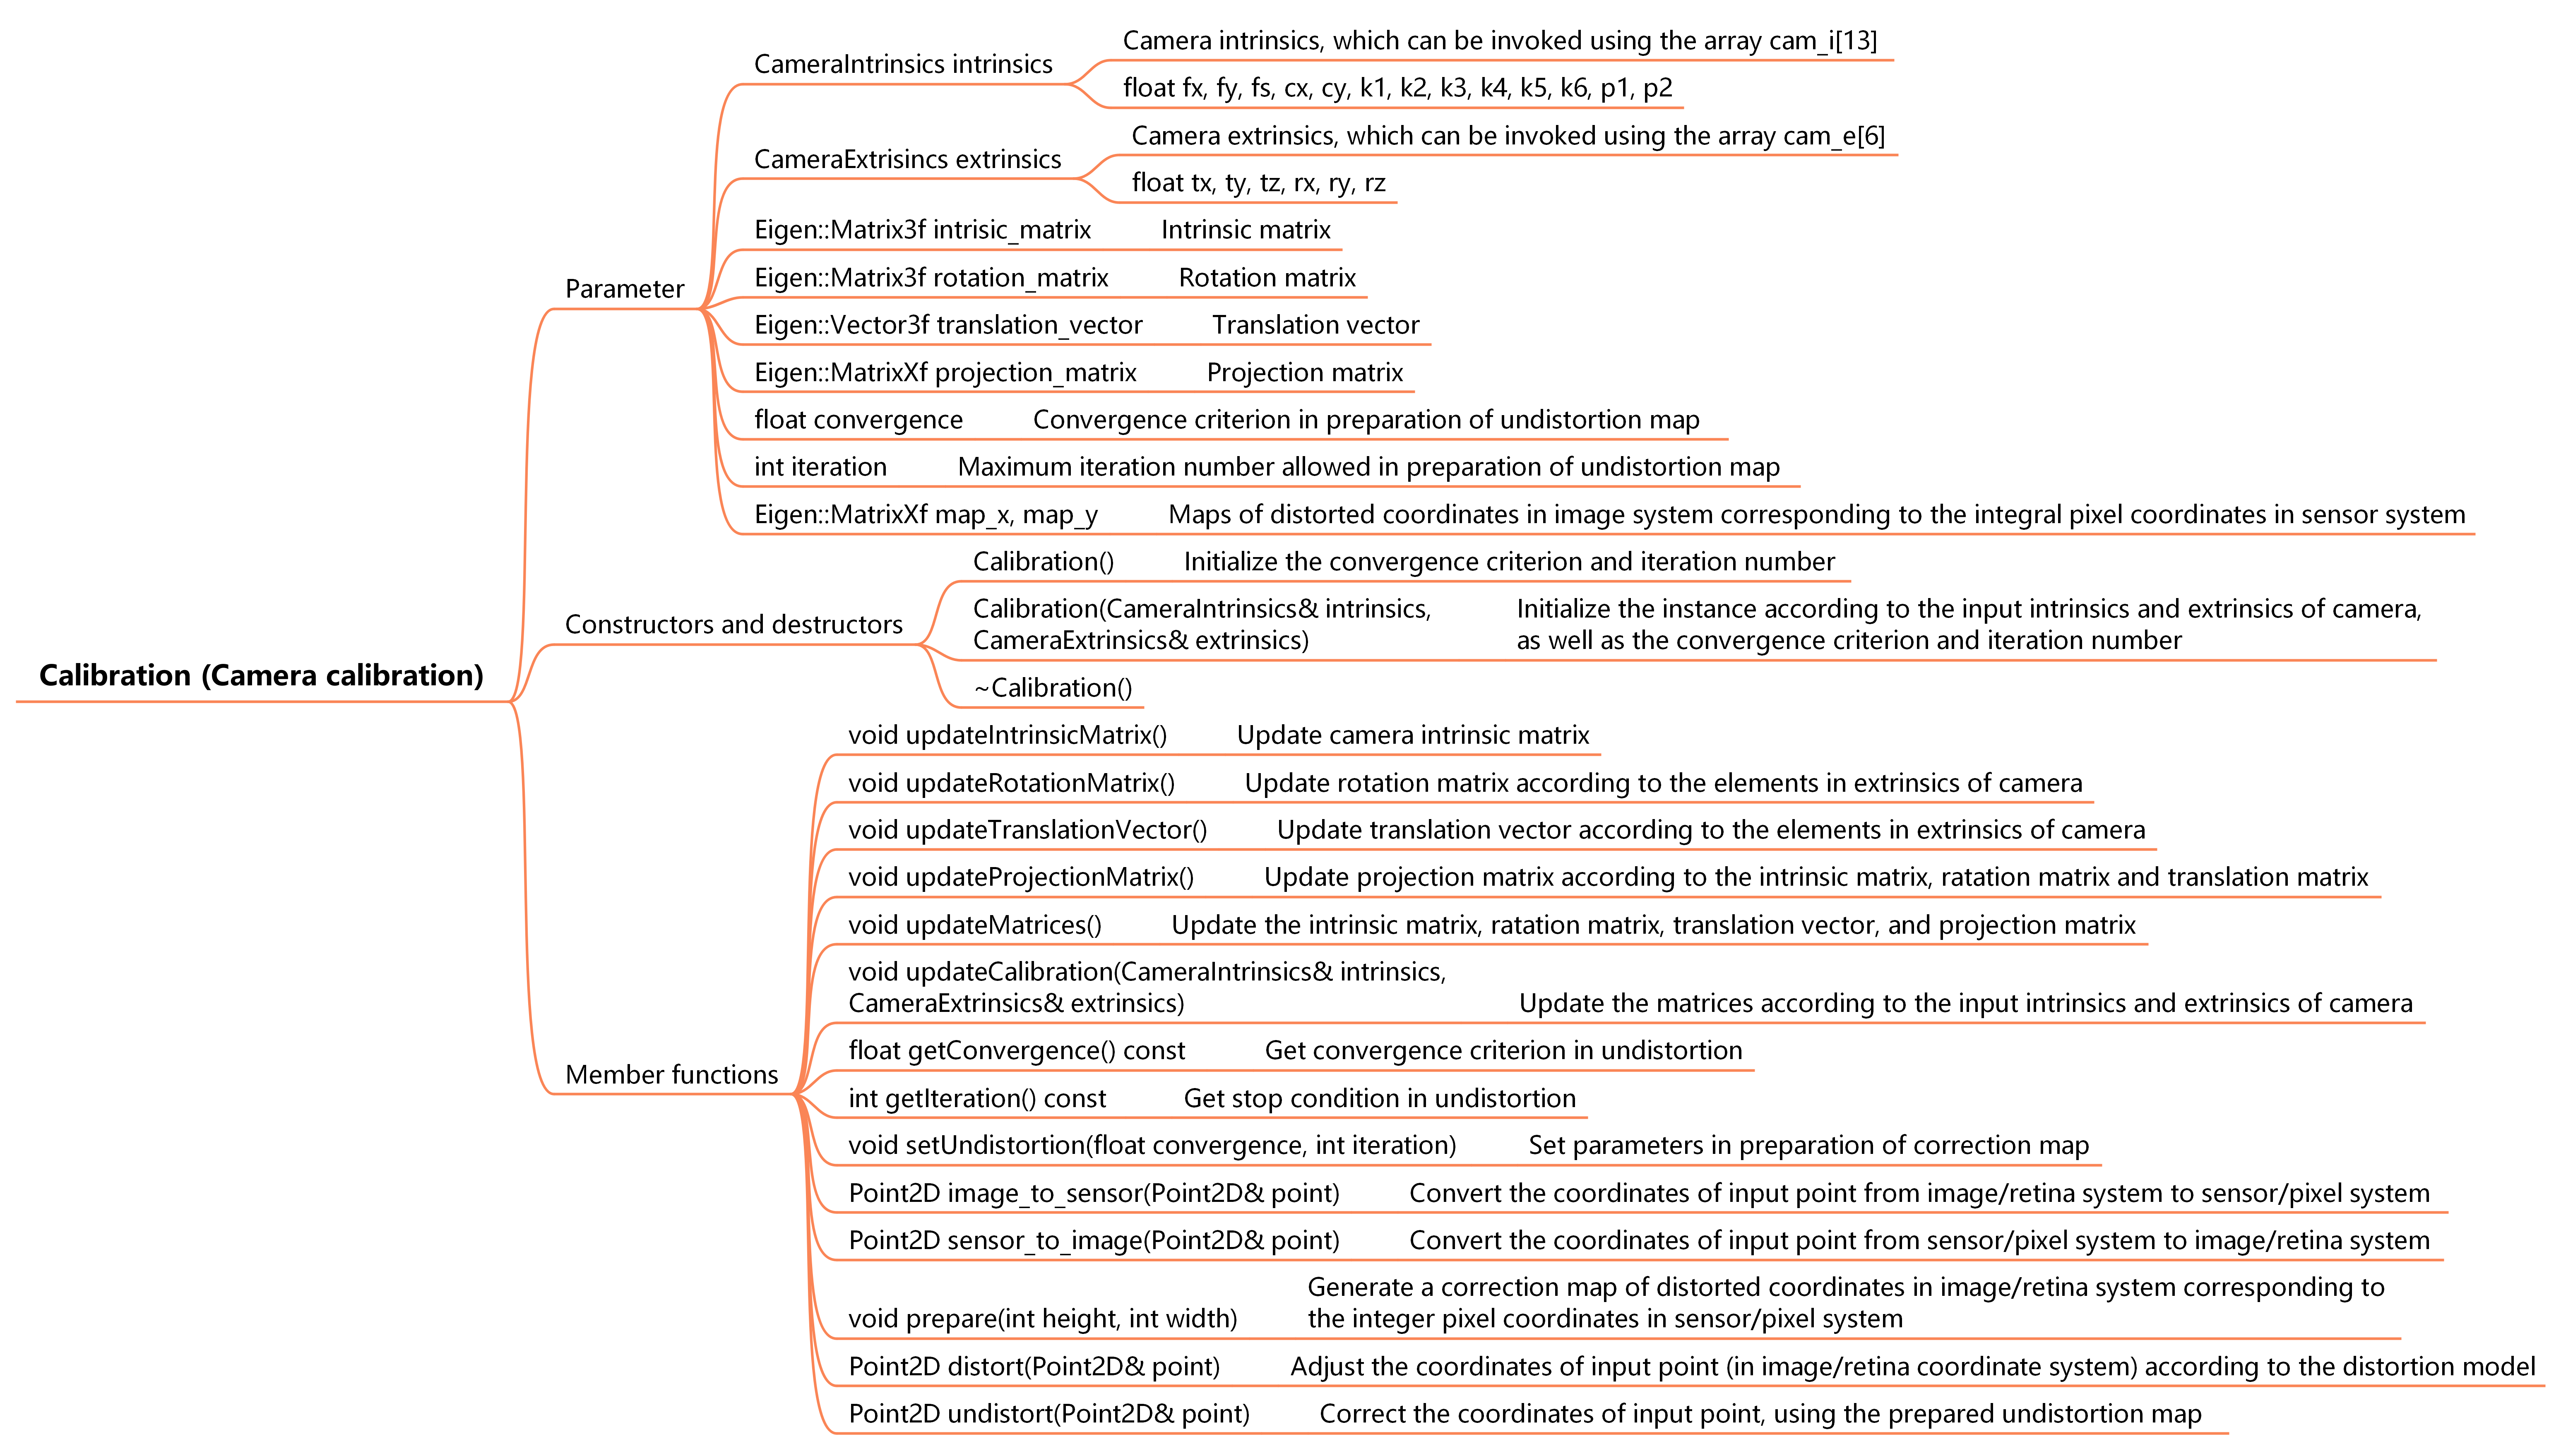 Calibration (Camera calibration)
Parameter
CameraIntrinsics intrinsics
Camera intrinsics, which can be invoked using the array cam_i[13]
float fx, fy, fs, cx, cy, k1, k2, k3, k4, k5, k6, p1, p2
CameraExtrisincs extrinsics
Camera extrinsics, which can be invoked using the array cam_e[6]
float tx, ty, tz, rx, ry, rz
Eigen::Matrix3f intrisic_matrix Intrinsic matrix
Eigen::Matrix3f rotation_matrix Rotation matrix
Eigen::Vector3f translation_vector Translation vector
Eigen::MatrixXf projection_matrix Projection matrix
float convergence Convergence criterion in preparation of undistortion map
int iteration Maximum iteration number allowed in preparation of undistortion map
Eigen::MatrixXf map_x, map_y Maps of distorted coordinates in image system corresponding to the integral pixel coordinates in sensor system
Constructors and destructors
Calibration() Initialize the convergence criterion and iteration number
Calibration(CameraIntrinsics& intrinsics,
CameraExtrinsics& extrinsics)
Initialize the instance according to the input intrinsics and extrinsics of camera,
as well as the convergence criterion and iteration number
~Calibration()
Member functions
void updateIntrinsicMatrix() Update camera intrinsic matrix
void updateRotationMatrix() Update rotation matrix according to the elements in extrinsics of camera
void updateTranslationVector() Update translation vector according to the elements in extrinsics of camera
void updateProjectionMatrix() Update projection matrix according to the intrinsic matrix, ratation matrix and translation matrix
void updateMatrices() Update the intrinsic matrix, ratation matrix, translation vector, and projection matrix
void updateCalibration(CameraIntrinsics& intrinsics,
CameraExtrinsics& extrinsics) Update the matrices according to the input intrinsics and extrinsics of camera
float getConvergence() const Get convergence criterion in undistortion
int getIteration() const Get stop condition in undistortion
void setUndistortion(float convergence, int iteration) Set parameters in preparation of correction map
Point2D image_to_sensor(Point2D& point) Convert the coordinates of input point from image/retina system to sensor/pixel system
Point2D sensor_to_image(Point2D& point) Convert the coordinates of input point from sensor/pixel system to image/retina system
void prepare(int height, int width)
Generate a correction map of distorted coordinates in image/retina system corresponding to
the integer pixel coordinates in sensor/pixel system
Point2D distort(Point2D& point) Adjust the coordinates of input point (in image/retina coordinate system) according to the distortion model
Point2D undistort(Point2D& point) Correct the coordinates of input point, using the prepared undistortion map